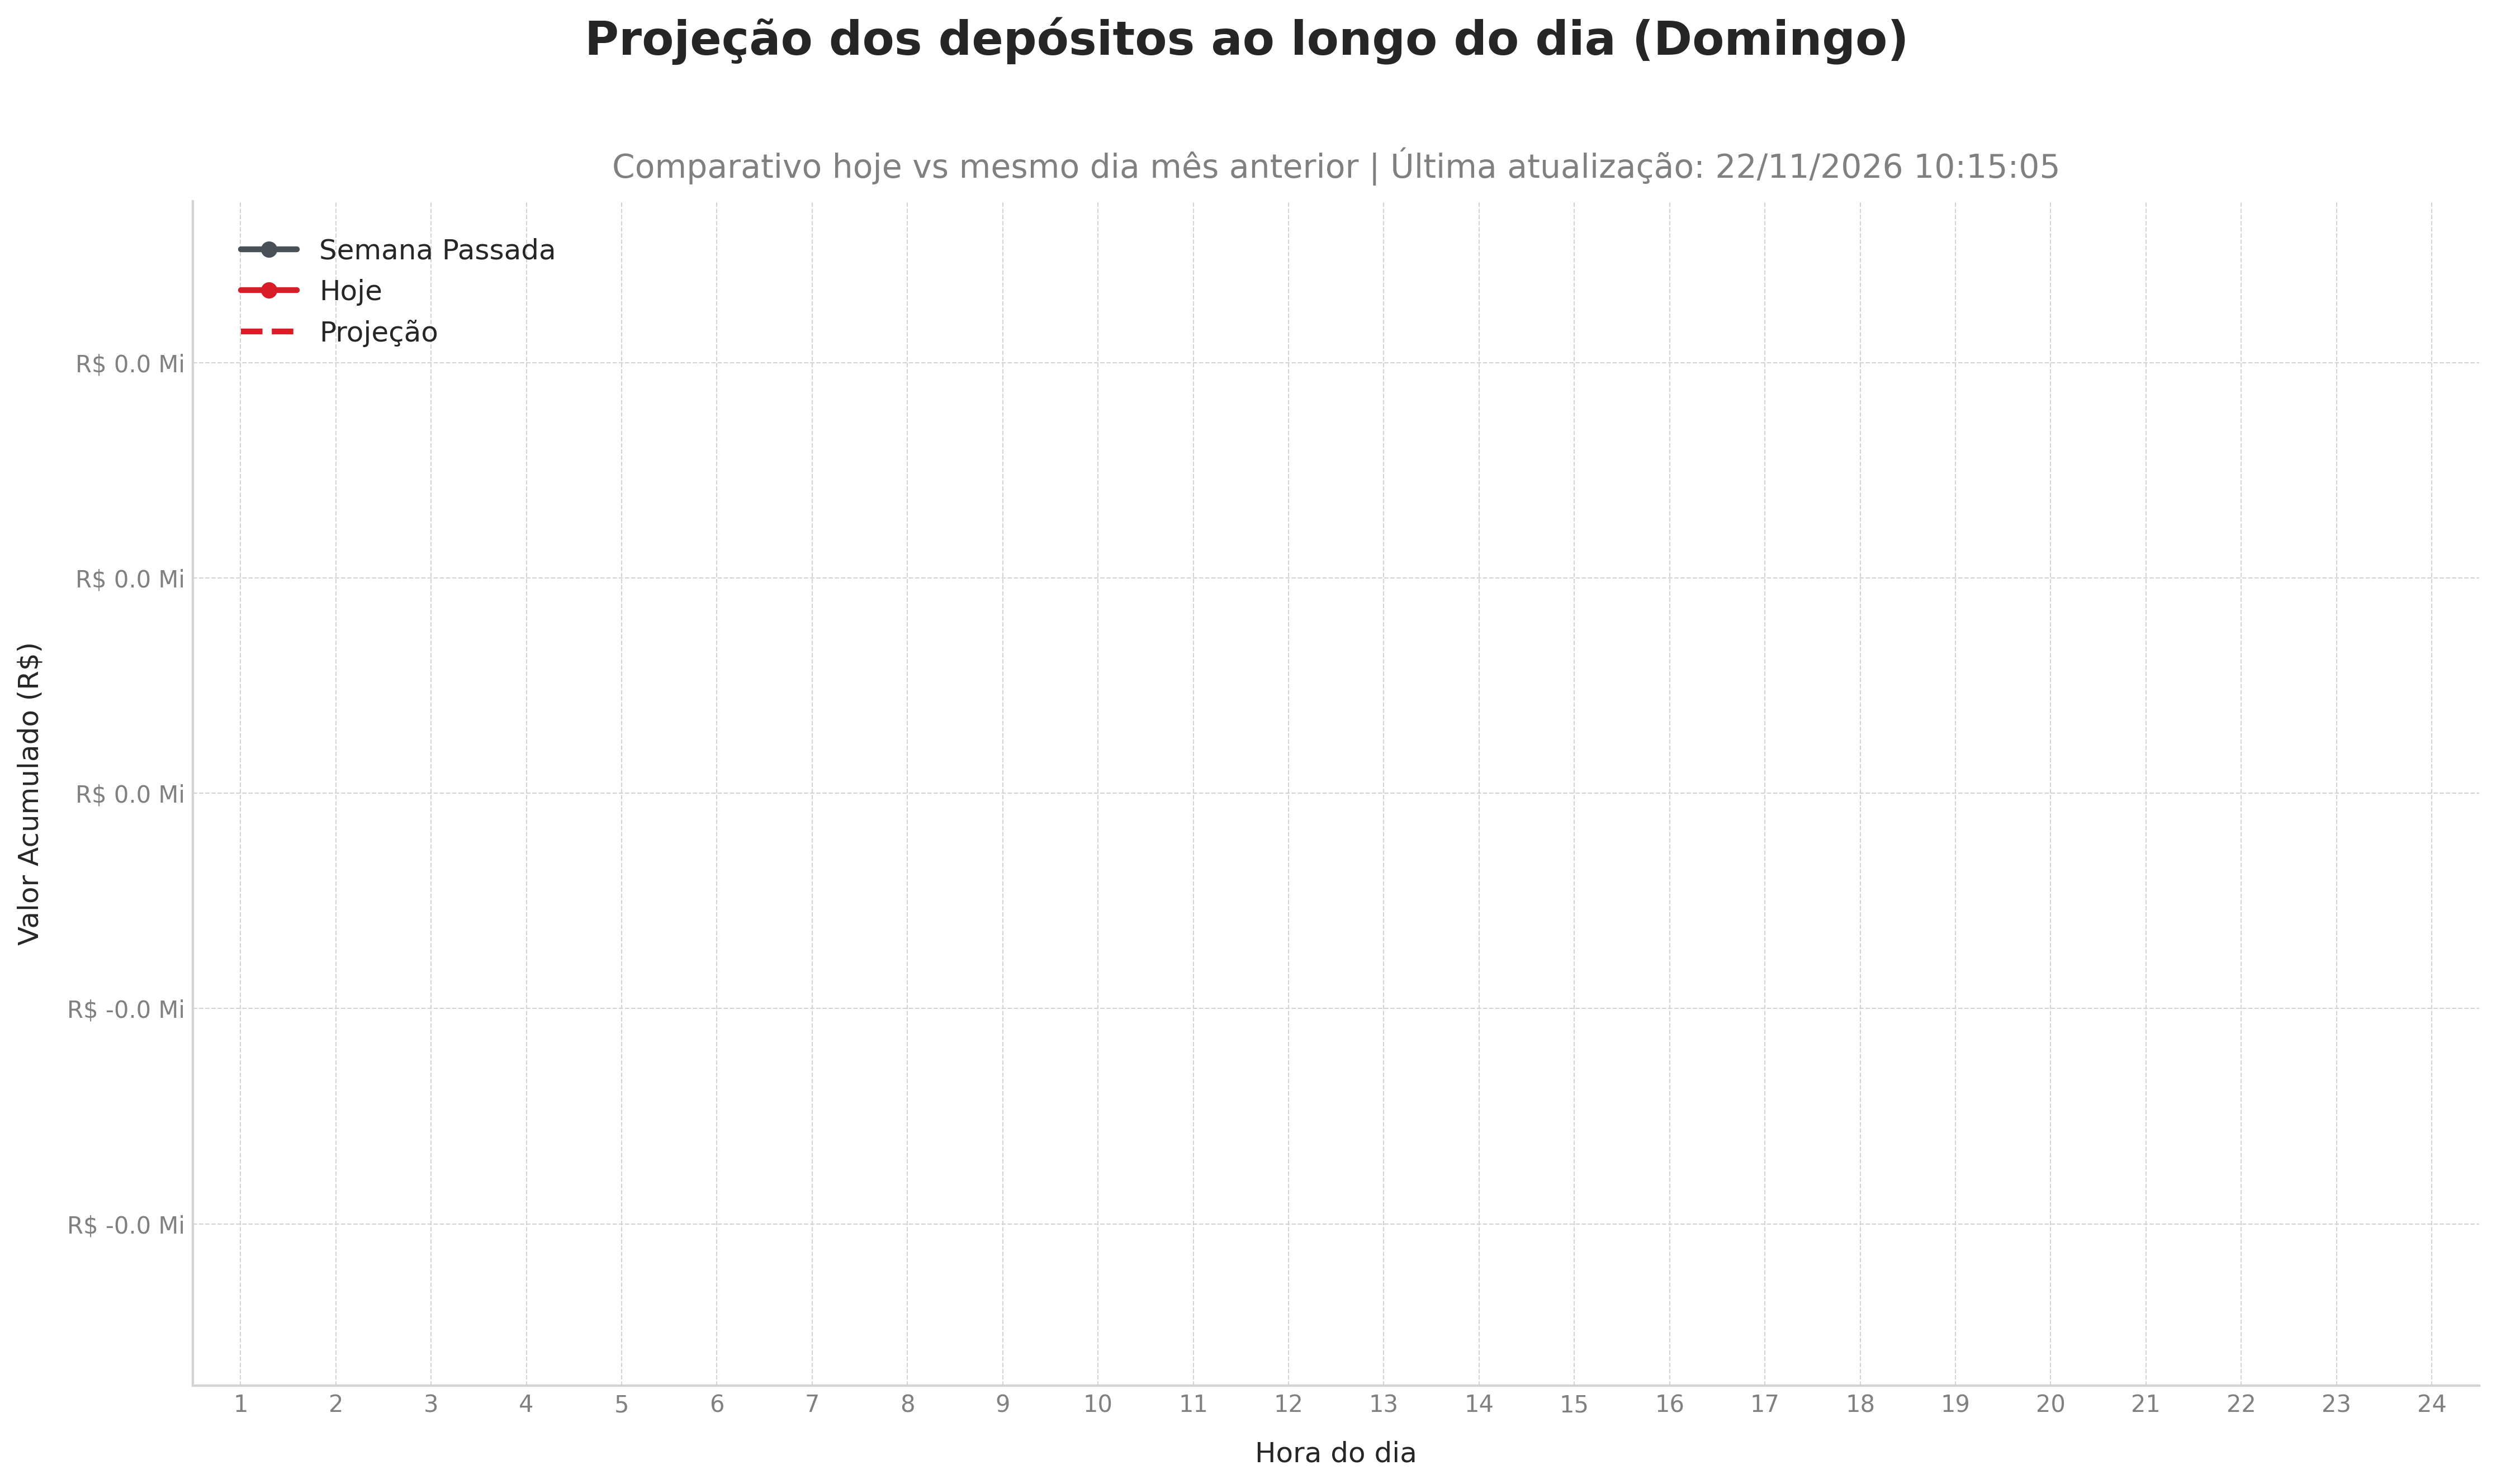 Projeção dos depósitos ao longo do dia (Domingo)
Comparativo hoje vs mesmo dia mês anterior | Última atualização: 22/11/2026 10:15:05
Semana Passada
Hoje
Projeção
R$ 0.0 Mi
R$ 0.0 Mi
R$ 0.0 Mi
R$ -0.0 Mi
R$ -0.0 Mi
Valor Acumulado (R$)
1 2 3 4 5 6 7 8 9 10 11 12 13 14 15 16 17 18 19 20 21 22 23 24
Hora do dia